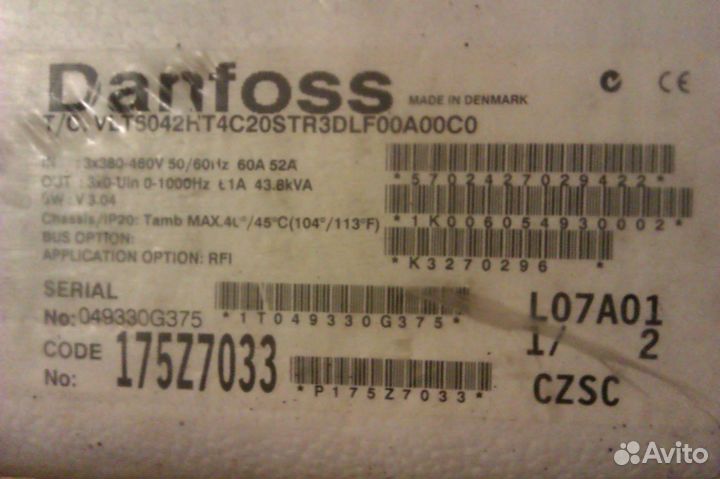 Danfoss
MADE IN DENMARK
CE
T/C: VLT5042HT4C20STR3DLF00A00C0
IN : 3x380-460V 50/60Hz 60A 52A
OUT : 3x0-Uin 0-1000Hz 61A 43.8kVA
SW : V 3.04
Chassis/IP20: Tamb MAX.40°/45°C(104°/113°F)
BUS OPTION:
APPLICATION OPTION: RFI
*5702427029422*
*1K006054930002*
*K3270296 *
SERIAL
No: 049330G375
*1T049330G375*
L07A01
1/ 2
CODE
No: 175Z7033
*P175Z7033*
CZSC
Avito